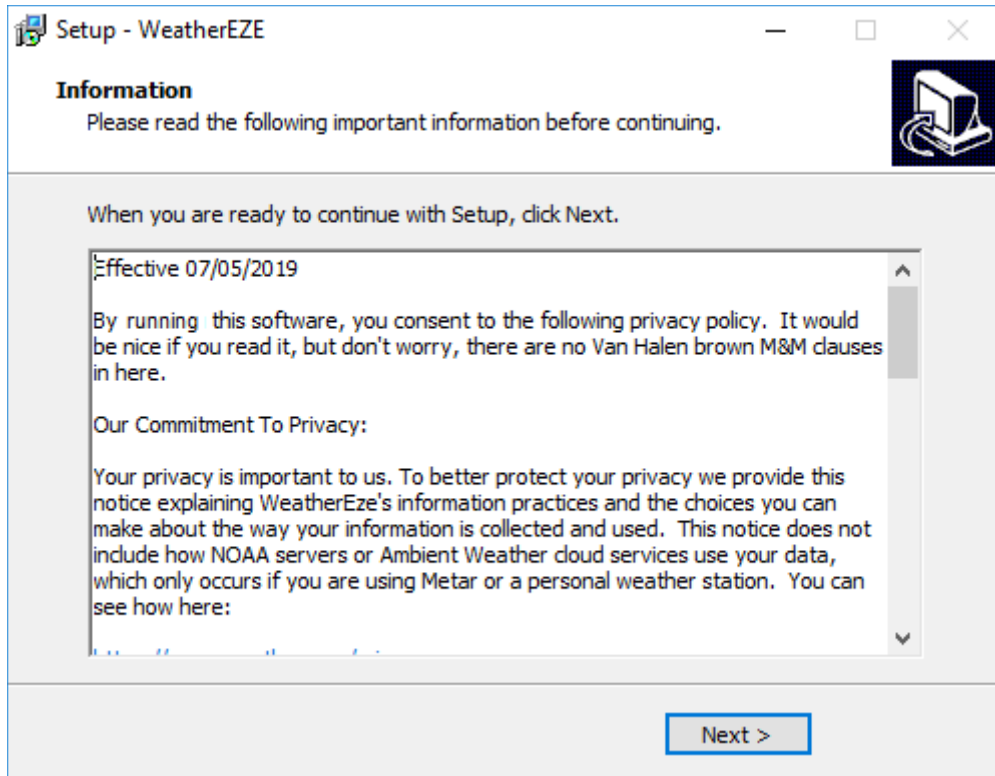 Setup - WeatherEZE
Information
Please read the following important information before continuing.
When you are ready to continue with Setup, click Next.
Effective 07/05/2019
By running this software, you consent to the following privacy policy.  It would
be nice if you read it, but don't worry, there are no Van Halen brown M&M clauses
in here.
Our Commitment To Privacy:
Your privacy is important to us. To better protect your privacy we provide this
notice explaining WeatherEze's information practices and the choices you can
make about the way your information is collected and used.  This notice does not
include how NOAA servers or Ambient Weather cloud services use your data,
which only occurs if you are using Metar or a personal weather station.  You can
see how here:
Next >